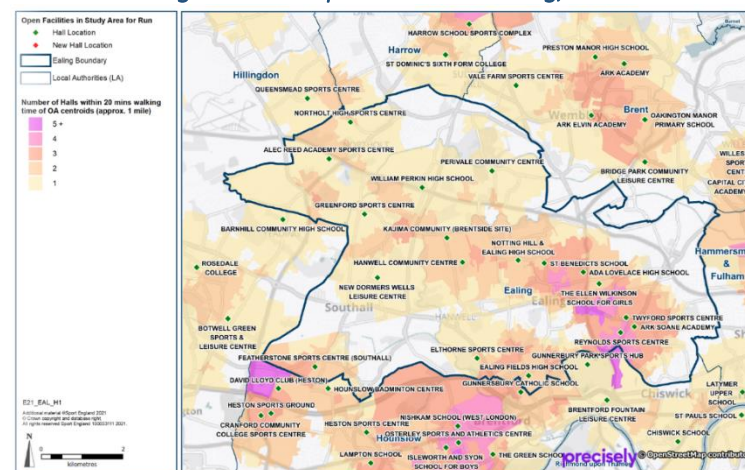 Open Facilities in Study Area for Run
Hall Location
New Hall Location
Ealing Boundary
Local Authorities (LA)
Number of Halls within 20 mins walking
time of OA centroids (approx. 1 mile)
5 +
4
3
2
1
E21_EAL_H1
kilometres
N
0
2
HARROW SCHOOL SPORTS COMPLEX
Harrow
ST DOMINIC'S SIXTH FORM COLLEGE
PRESTON MANOR HIGH SCHOOL
ARK ACADEMY
Hillingdon
VALE FARM SPORTS CENTRE
QUEENSMEAD SPORTS CENTRE
Wembley
Brent
NORTHOLT HIGH SPORTS CENTRE
ARK ELVIN ACADEMY
OAKINGTON MANOR
PRIMARY SCHOOL
ALEC REED ACADEMY SPORTS CENTRE
PERIVALE COMMUNITY CENTRE
BRIDGE PARK COMMUNITY
LEISURE CENTRE
WILLIAM PERKIN HIGH SCHOOL
CAPITAL CIT
ACADEMY
GREENFORD SPORTS CENTRE
BARNHILL COMMUNITY HIGH SCHOOL
KAJIMA COMMUNITY (BRENTSIDE SITE)
NOTTING HILL &
EALING HIGH SCHOOL
Hammers
&
Fulham
ROSEDALE
COLLEGE
HANWELL COMMUNITY CENTRE
ST BENEDICTS SCHOOL
ADA LOVELACE HIGH SCHOOL
NEW DORMERS WELLS
LEISURE CENTRE
Ealing
THE ELLEN WILKINSON
SCHOOL FOR GIRLS
Southall
HANWELL
BOTWELL GREEN
SPORTS &
LEISURE CENTRE
TWYFORD SPORTS CENTRE
ARK SOANE ACADEMY
REYNOLDS SPORTS CENTRE
ELTHORNE SPORTS CENTRE
GUNNERBURY PARK SPORTS HUB
FEATHERSTONE SPORTS CENTRE (SOUTHALL)
EALING FIELDS HIGH SCHOOL
DAVID LLOYD CLUB (HESTON)
HOUNSLOW BADMINTON CENTRE
GUNNERSBURY CATHOLIC SCHOOL
Chiswick
LATYMER
UPPER
SCHOOL
HESTON SPORTS GROUND
BRENTFORD FOUNTAIN
LEISURE CENTRE
ST PAULS SCHOOL
CRANFORD COMMUNITY
COLLEGE SPORTS CENTRE
NISHKAM SCHOOL (WEST LONDON)
HESTON SPORTS CENTRE
Hounslow
OSTERLEY SPORTS AND ATHLETICS CENTRE
CHISWICK SCHOOL
LAMPTON SCHOOL
ISLEWORTH AND SYON
SCHOOL FOR BOYS
THE GREEN SCHOOL
precisely
© OpenStreetMap contribut